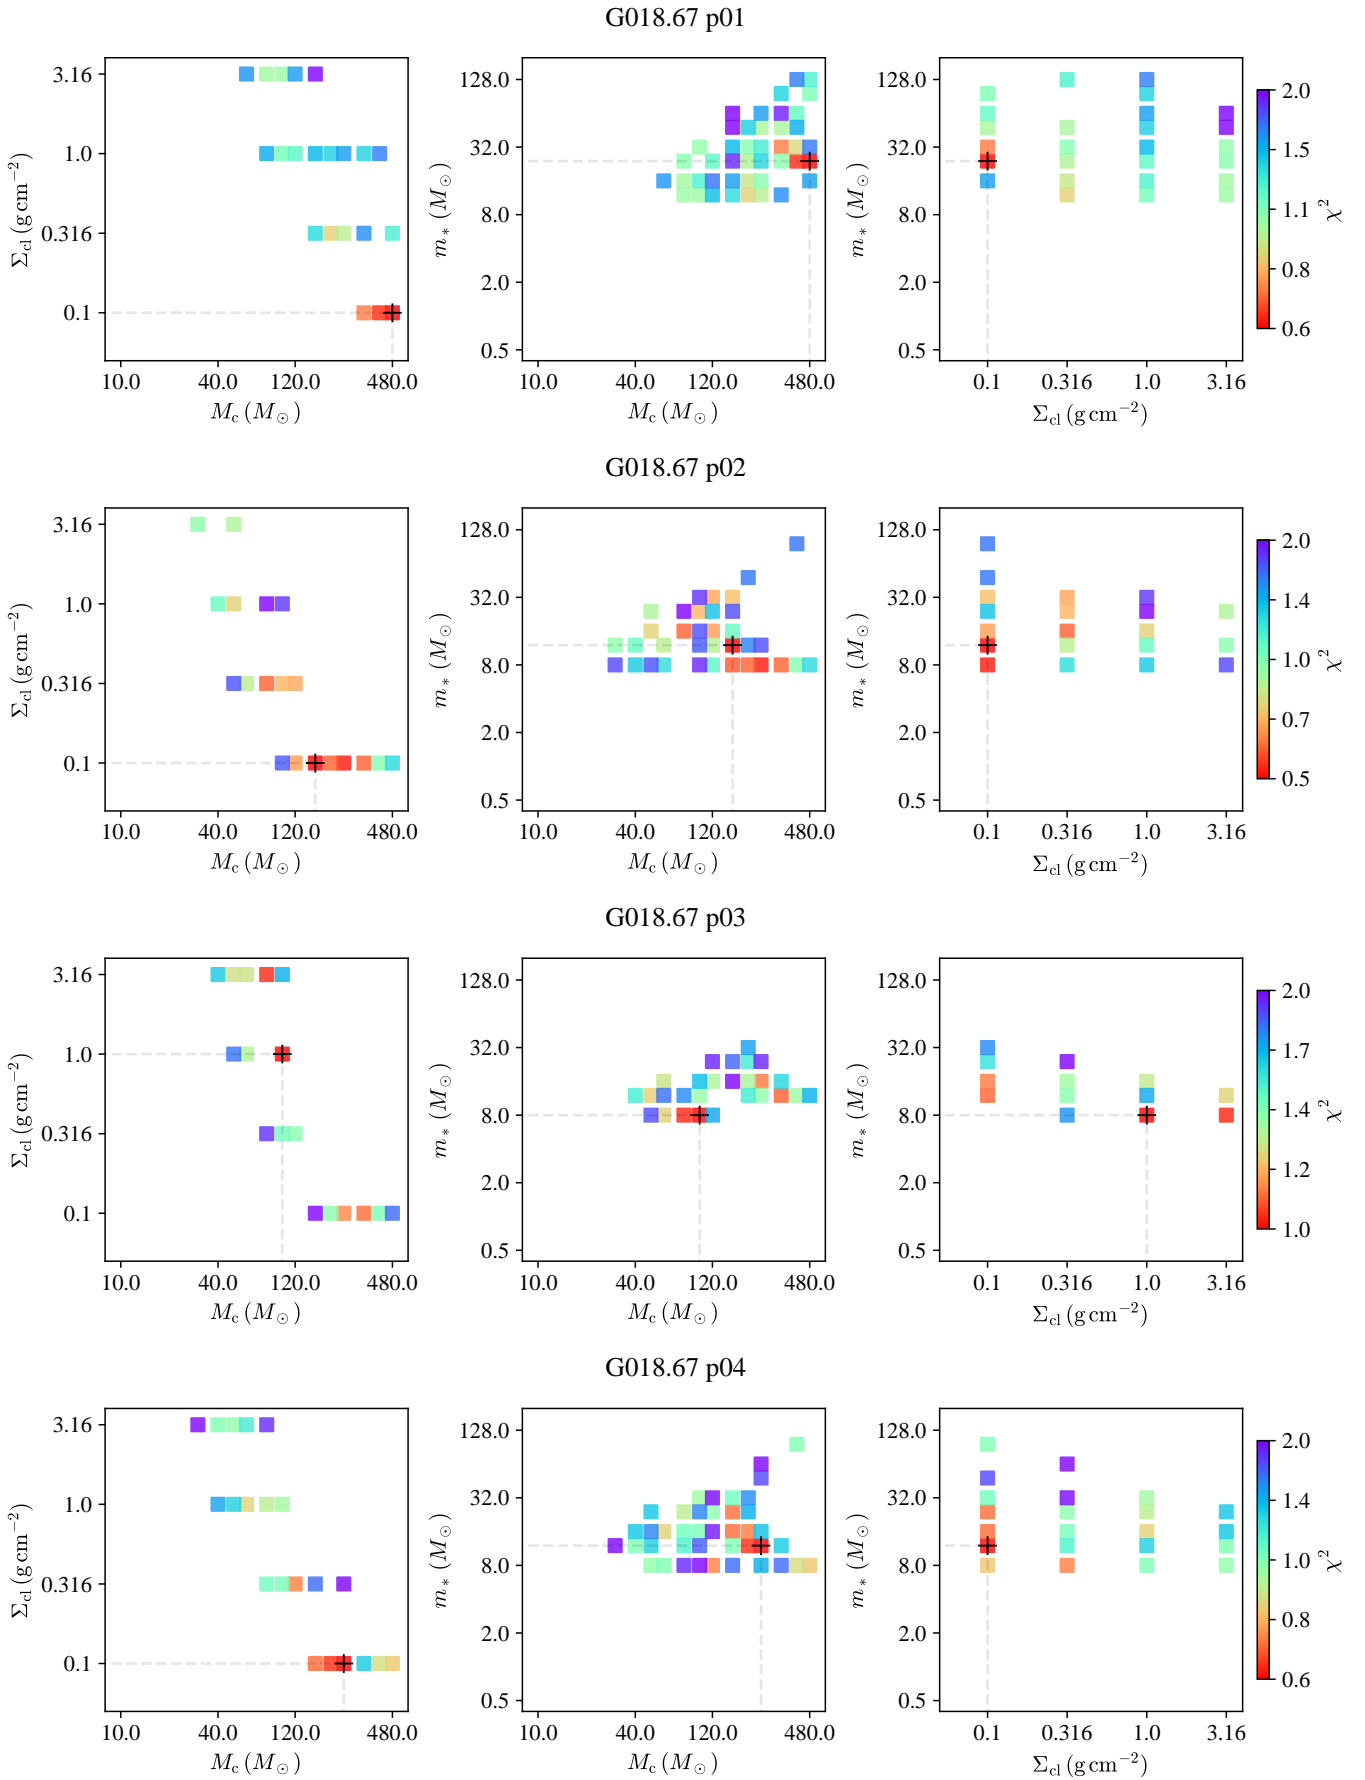 G018.67 p01
3.16
1.0
0.316
0.1
Σcl (g cm⁻²)
10.0 40.0 120.0 480.0
Mc (M⊙)
128.0
32.0
8.0
2.0
0.5
m* (M⊙)
10.0 40.0 120.0 480.0
Mc (M⊙)
128.0
32.0
8.0
2.0
0.5
m* (M⊙)
0.1 0.316 1.0 3.16
Σcl (g cm⁻²)
2.0
1.5
1.1
0.8
0.6
χ²
G018.67 p02
3.16
1.0
0.316
0.1
Σcl (g cm⁻²)
10.0 40.0 120.0 480.0
Mc (M⊙)
128.0
32.0
8.0
2.0
0.5
m* (M⊙)
10.0 40.0 120.0 480.0
Mc (M⊙)
128.0
32.0
8.0
2.0
0.5
m* (M⊙)
0.1 0.316 1.0 3.16
Σcl (g cm⁻²)
2.0
1.4
1.0
0.7
0.5
χ²
G018.67 p03
3.16
1.0
0.316
0.1
Σcl (g cm⁻²)
10.0 40.0 120.0 480.0
Mc (M⊙)
128.0
32.0
8.0
2.0
0.5
m* (M⊙)
10.0 40.0 120.0 480.0
Mc (M⊙)
128.0
32.0
8.0
2.0
0.5
m* (M⊙)
0.1 0.316 1.0 3.16
Σcl (g cm⁻²)
2.0
1.7
1.4
1.2
1.0
χ²
G018.67 p04
3.16
1.0
0.316
0.1
Σcl (g cm⁻²)
10.0 40.0 120.0 480.0
Mc (M⊙)
128.0
32.0
8.0
2.0
0.5
m* (M⊙)
10.0 40.0 120.0 480.0
Mc (M⊙)
128.0
32.0
8.0
2.0
0.5
m* (M⊙)
0.1 0.316 1.0 3.16
Σcl (g cm⁻²)
2.0
1.4
1.0
0.8
0.6
χ²